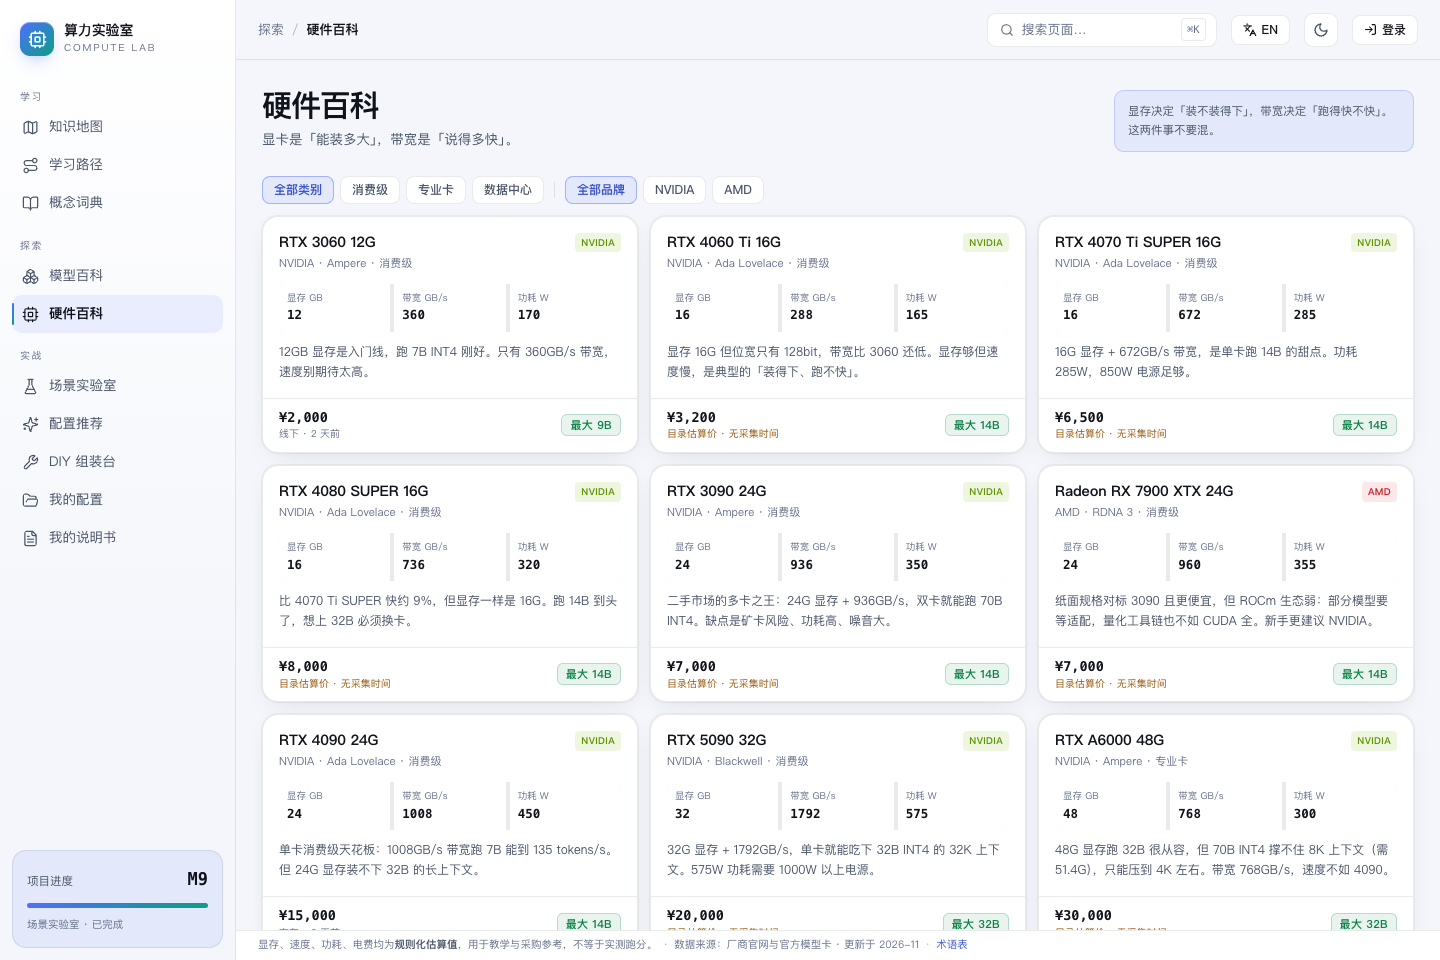 算力实验室
COMPUTE LAB
学习
知识地图
学习路径
概念词典
探索
模型百科
硬件百科
实战
场景实验室
配置推荐
DIY 组装台
我的配置
我的说明书
项目进度 M9
场景实验室 · 已完成
探索 / 硬件百科
搜索页面… ⌘K
EN
登录
硬件百科
显卡是「能装多大」，带宽是「说得多快」。
显存决定「装不装得下」，带宽决定「跑得快不快」。
这两件事不要混。
全部类别 消费级 专业卡 数据中心 全部品牌 NVIDIA AMD
RTX 3060 12G NVIDIA
NVIDIA · Ampere · 消费级
显存 GB 带宽 GB/s 功耗 W
12 360 170
12GB 显存是入门线，跑 7B INT4 刚好。只有 360GB/s 带宽，
速度别期待太高。
¥2,000
线下 · 2 天前
最大 9B
RTX 4060 Ti 16G NVIDIA
NVIDIA · Ada Lovelace · 消费级
显存 GB 带宽 GB/s 功耗 W
16 288 165
显存 16G 但位宽只有 128bit，带宽比 3060 还低。显存够但速
度慢，是典型的「装得下、跑不快」。
¥3,200
目录估算价 · 无采集时间
最大 14B
RTX 4070 Ti SUPER 16G NVIDIA
NVIDIA · Ada Lovelace · 消费级
显存 GB 带宽 GB/s 功耗 W
16 672 285
16G 显存 + 672GB/s 带宽，是单卡跑 14B 的甜点。功耗
285W，850W 电源足够。
¥6,500
目录估算价 · 无采集时间
最大 14B
RTX 4080 SUPER 16G NVIDIA
NVIDIA · Ada Lovelace · 消费级
显存 GB 带宽 GB/s 功耗 W
16 736 320
比 4070 Ti SUPER 快约 9%，但显存一样是 16G。跑 14B 到头
了，想上 32B 必须换卡。
¥8,000
目录估算价 · 无采集时间
最大 14B
RTX 3090 24G NVIDIA
NVIDIA · Ampere · 消费级
显存 GB 带宽 GB/s 功耗 W
24 936 350
二手市场的多卡之王：24G 显存 + 936GB/s，双卡就能跑 70B
INT4。缺点是矿卡风险、功耗高、噪音大。
¥7,000
目录估算价 · 无采集时间
最大 14B
Radeon RX 7900 XTX 24G AMD
AMD · RDNA 3 · 消费级
显存 GB 带宽 GB/s 功耗 W
24 960 355
纸面规格对标 3090 且更便宜，但 ROCm 生态弱：部分模型要
等适配，量化工具链也不如 CUDA 全。新手更建议 NVIDIA。
¥7,000
目录估算价 · 无采集时间
最大 14B
RTX 4090 24G NVIDIA
NVIDIA · Ada Lovelace · 消费级
显存 GB 带宽 GB/s 功耗 W
24 1008 450
单卡消费级天花板：1008GB/s 带宽跑 7B 能到 135 tokens/s。
但 24G 显存装不下 32B 的长上下文。
¥15,000
最大 14B
RTX 5090 32G NVIDIA
NVIDIA · Blackwell · 消费级
显存 GB 带宽 GB/s 功耗 W
32 1792 575
32G 显存 + 1792GB/s，单卡就能吃下 32B INT4 的 32K 上下
文。575W 功耗需要 1000W 以上电源。
¥20,000
目录估算价 · 无采集时间
最大 32B
RTX A6000 48G NVIDIA
NVIDIA · Ampere · 专业卡
显存 GB 带宽 GB/s 功耗 W
48 768 300
48G 显存跑 32B 很从容，但 70B INT4 撑不住 8K 上下文（需
51.4G），只能压到 4K 左右。带宽 768GB/s，速度不如 4090。
¥30,000
目录估算价 · 无采集时间
最大 32B
显存、速度、功耗、电费均为规则化估算值，用于教学与采购参考，不等于实测跑分。 · 数据来源：厂商官网与官方模型卡 · 更新于 2026-11 · 术语表